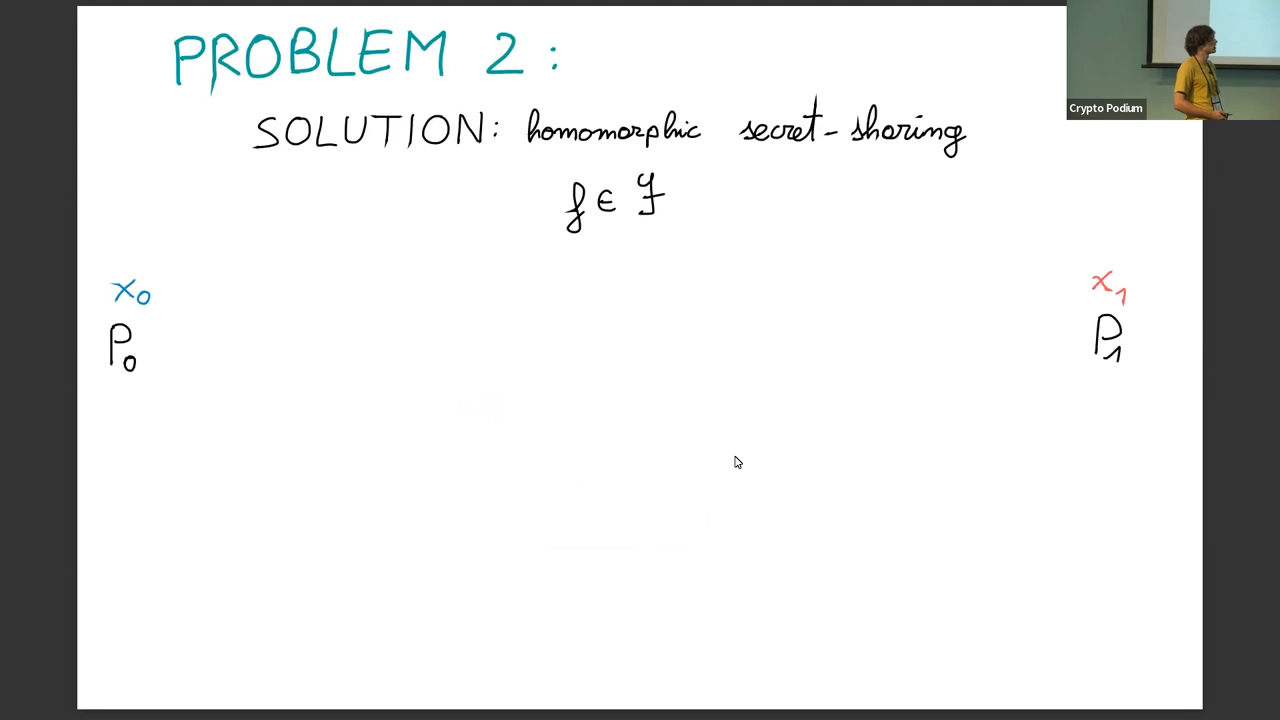 PROBLEM 2:
SOLUTION: homomorphic secret-sharing
f ∈ ℱ
x₀
x₁
P₀
P₁
Crypto Podium